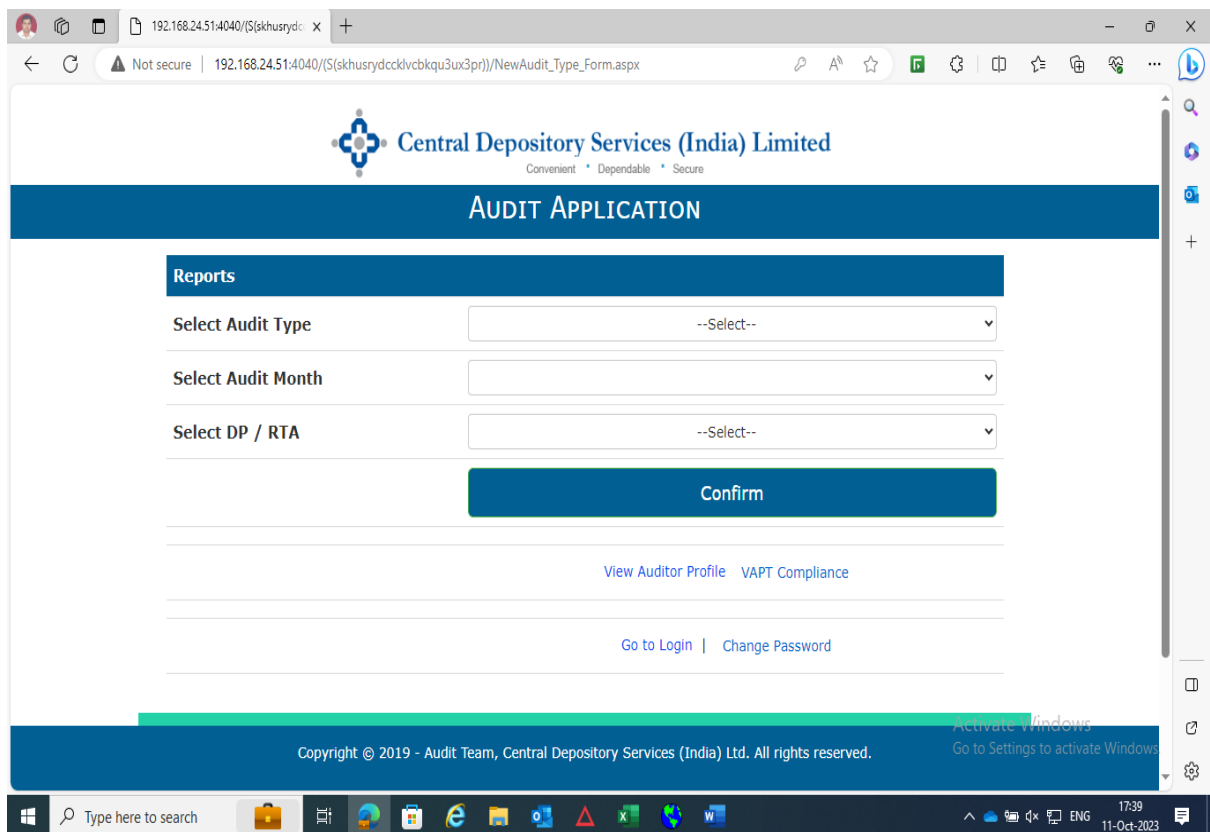 192.168.24.51:4040/(S(skhusrydcc
Not secure 192.168.24.51:4040/(S(skhusrydccklvcbkqu3ux3pr))/NewAudit_Type_Form.aspx
Central Depository Services (India) Limited
Convenient * Dependable * Secure
AUDIT APPLICATION
Reports
Select Audit Type --Select--
Select Audit Month
Select DP / RTA --Select--
Confirm
View Auditor Profile VAPT Compliance
Go to Login | Change Password
Activate Windows
Go to Settings to activate Windows
Copyright © 2019 - Audit Team, Central Depository Services (India) Ltd. All rights reserved.
Type here to search
ENG
17:39
11-Oct-2023